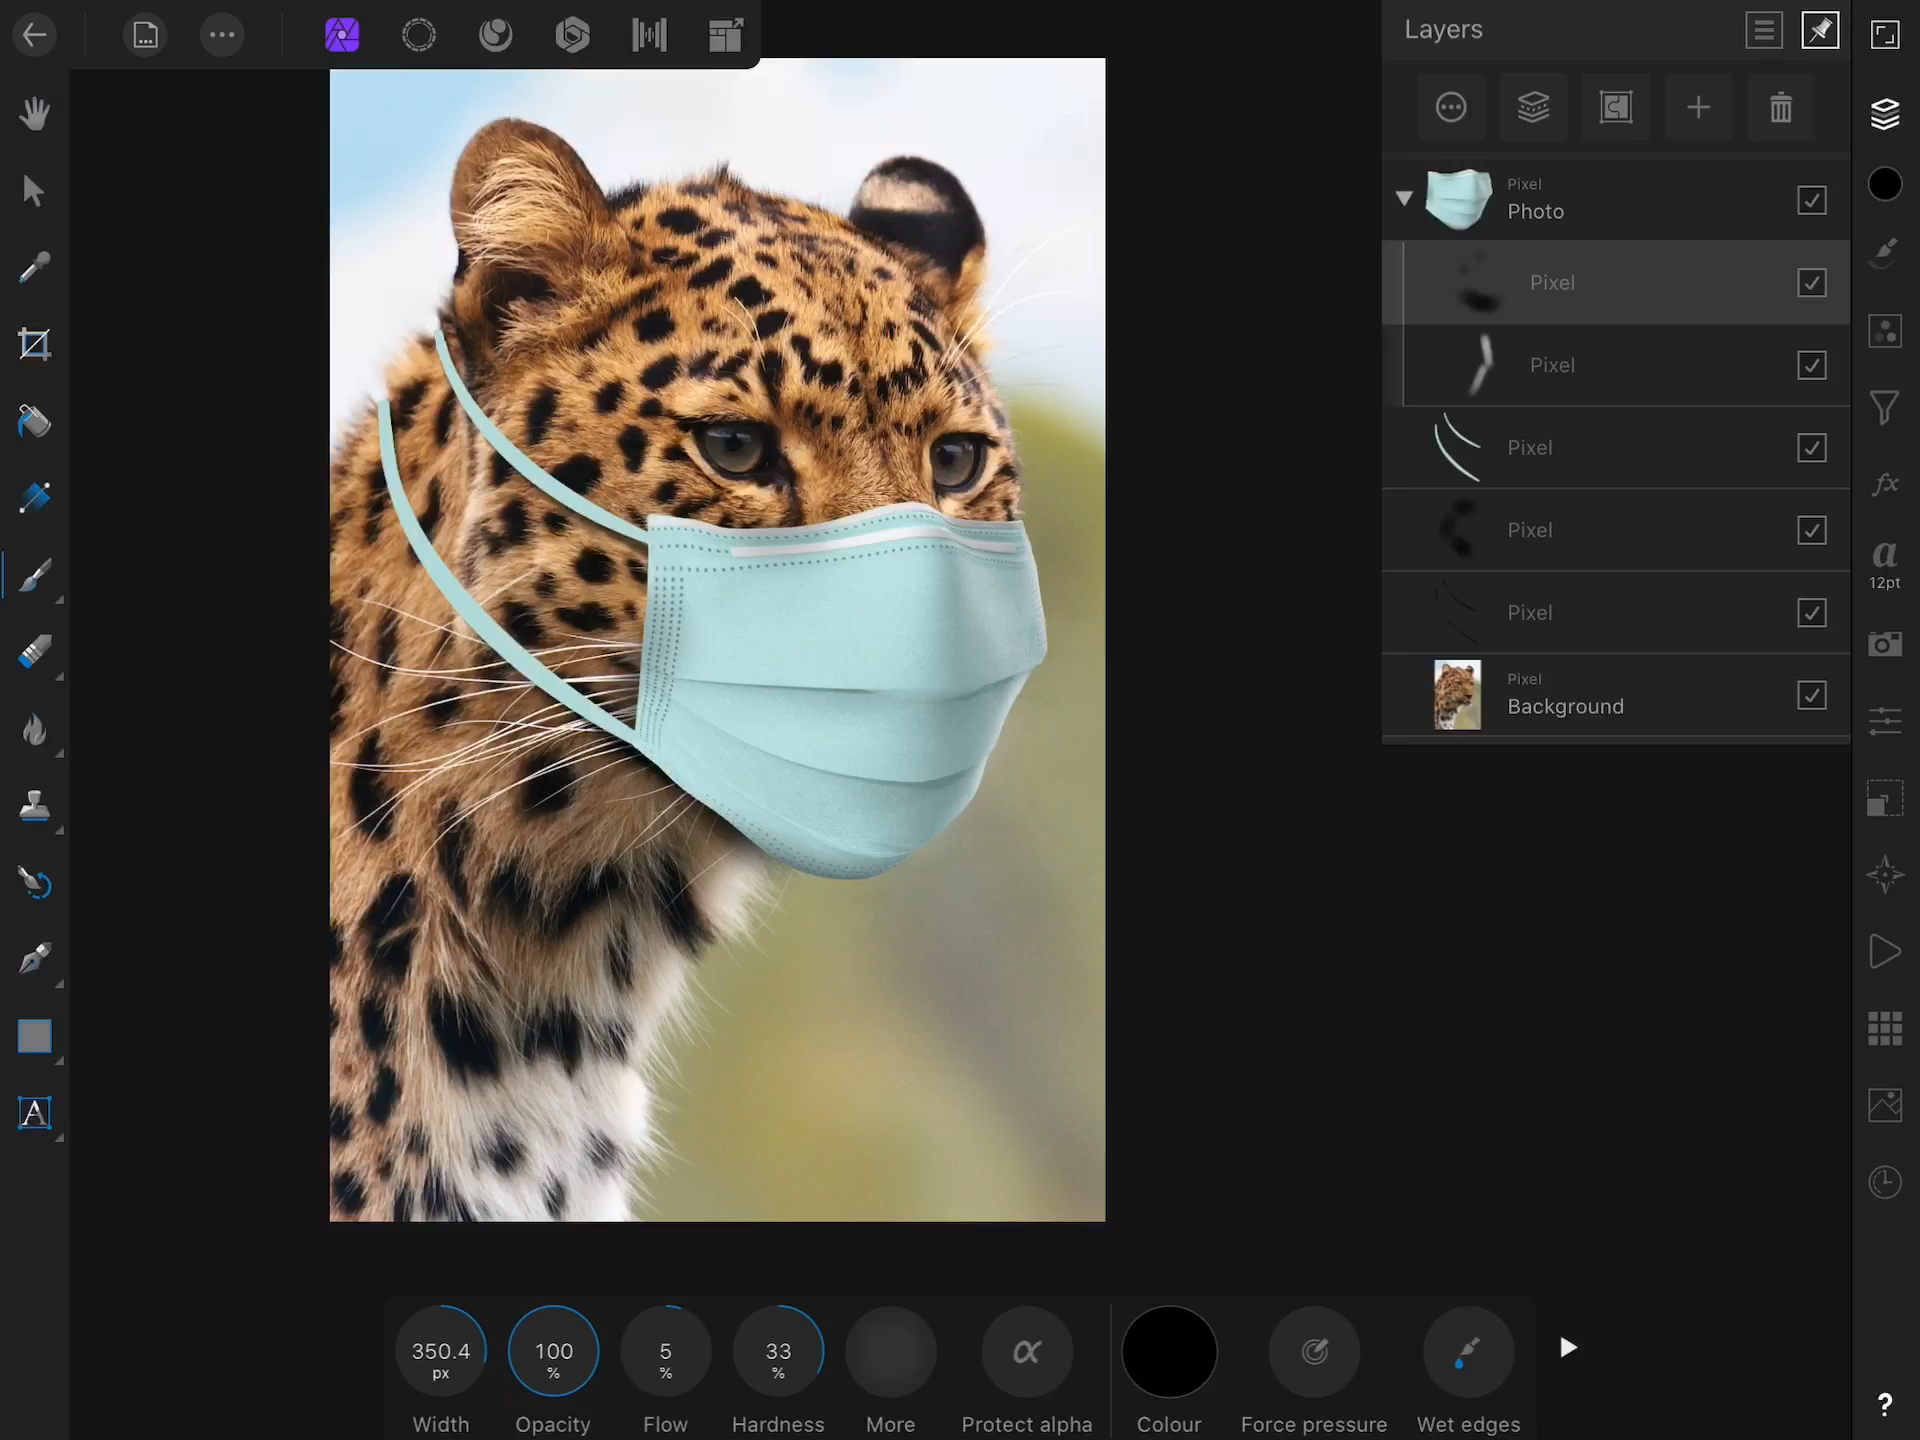 Layers
Pixel
Photo
Pixel
Pixel
Pixel
Pixel
Pixel
Pixel
Background
a
12pt
fx
A
350.4
px
100
%
5
%
33
%
α
Width
Opacity
Flow
Hardness
More
Protect alpha
Colour
Force pressure
Wet edges
?